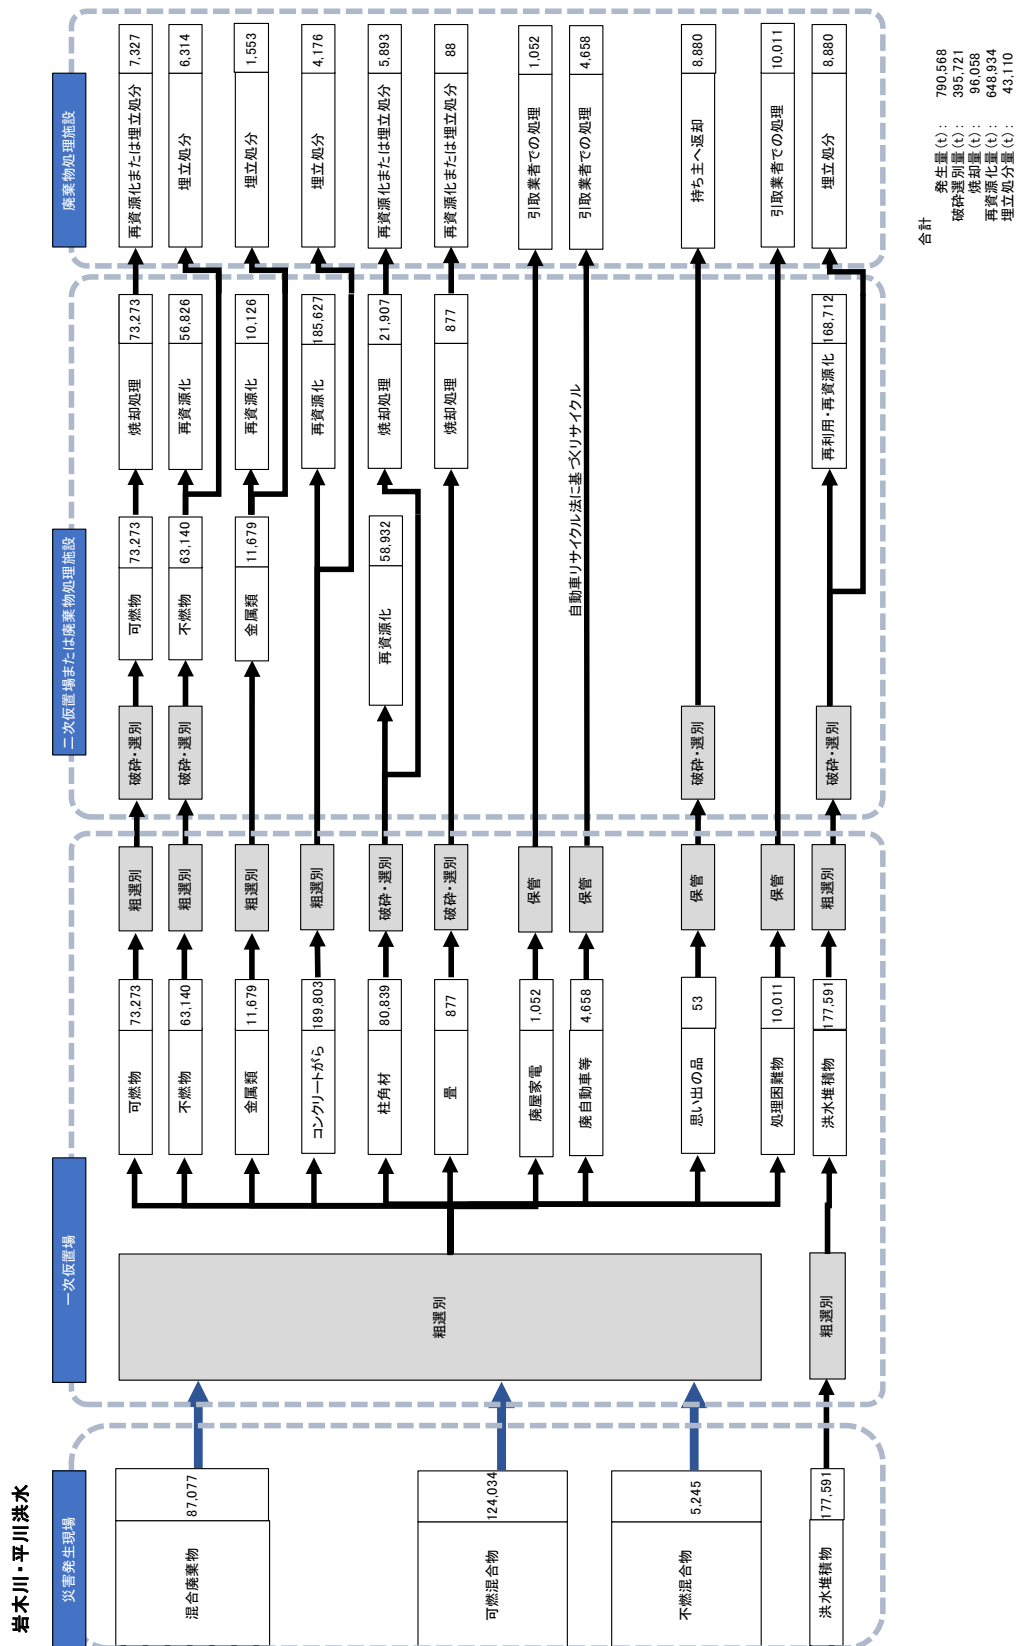 岩木川・平川洪水
災害発生現場
一次仮置場
二次仮置場または廃棄物処理施設
廃棄物処理施設
混合廃棄物 87,077
可燃混合物 124,034
不燃混合物 5,245
洪水堆積物 177,591
粗選別
粗選別
可燃物 73,273 粗選別 破砕・選別 可燃物 73,273 焼却処理 73,273 再資源化または埋立処分 7,327
不燃物 63,140 粗選別 破砕・選別 不燃物 63,140 再資源化 56,826 埋立処分 6,314
金属類 11,679 粗選別 金属類 11,679 再資源化 10,126 埋立処分 1,553
コンクリートがら 189,803 粗選別 再資源化 185,627 埋立処分 4,176
柱角材 80,839 破砕・選別 再資源化 58,932 焼却処理 21,907 再資源化または埋立処分 5,893
畳 877 破砕・選別 焼却処理 877 再資源化または埋立処分 88
廃屋家電 1,052 保管 引取業者での処理 1,052
廃自動車等 4,658 保管 自動車リサイクル法に基づくリサイクル 引取業者での処理 4,658
思い出の品 53 保管 破砕・選別 持ち主へ返却 8,880
処理困難物 10,011 保管 引取業者での処理 10,011
洪水堆積物 177,591 粗選別 破砕・選別 再利用・再資源化 168,712 埋立処分 8,880
合計
発生量(t): 790,568
破砕選別量(t): 395,721
焼却量(t): 96,058
再資源化量(t): 648,934
埋立処分量(t): 43,110